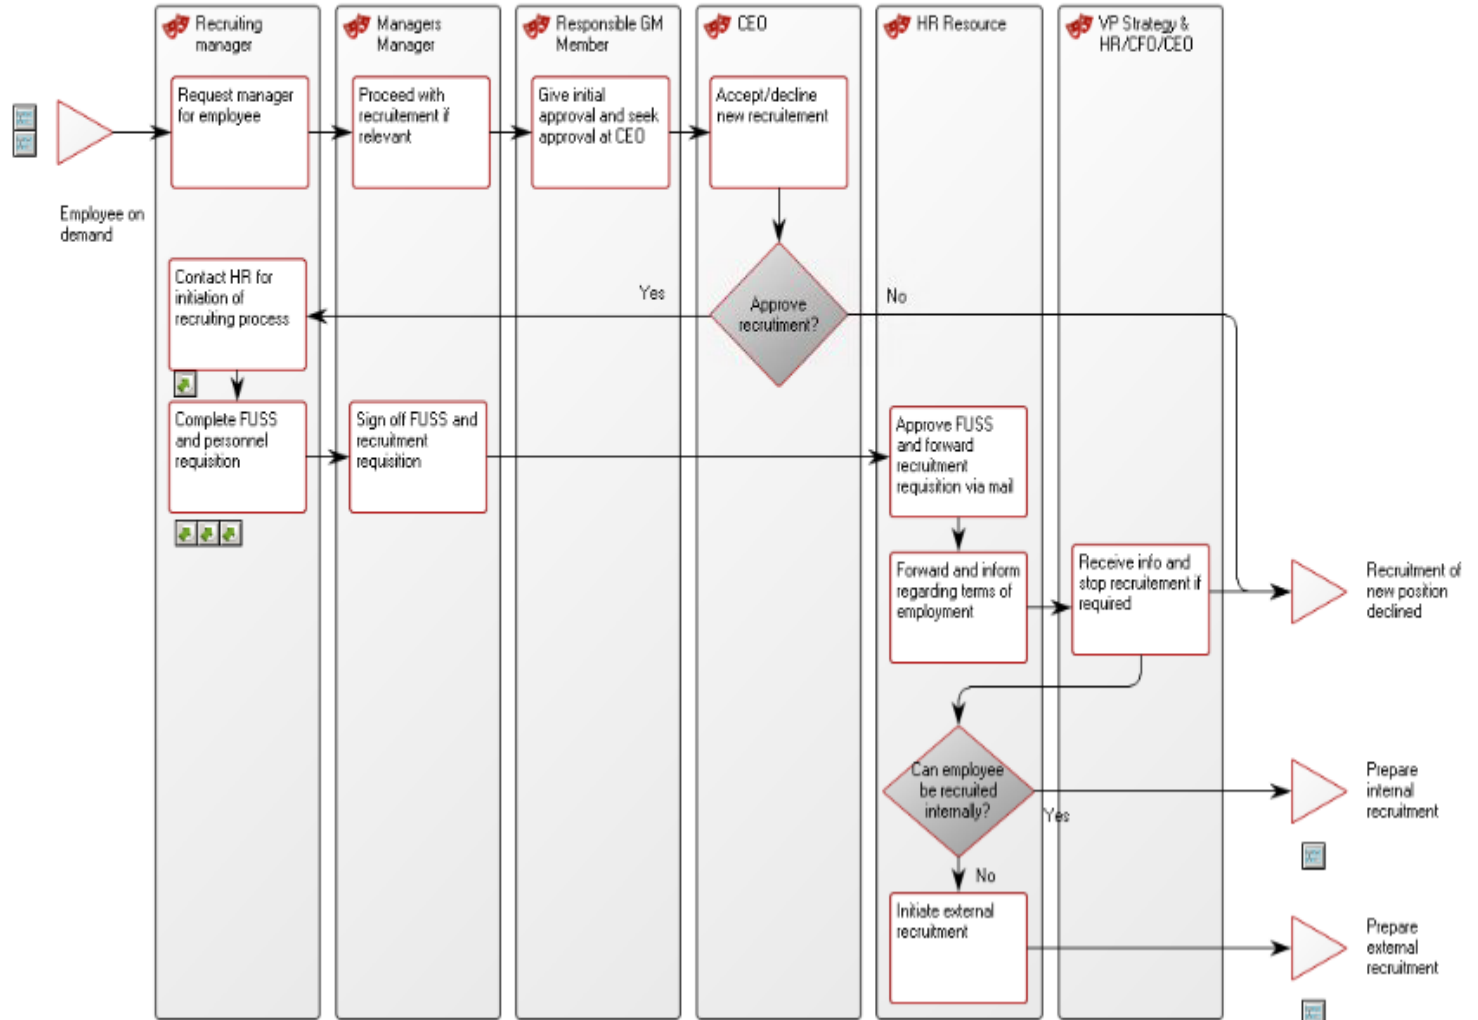 Recruiting
manager
Managers
Manager
Responsible GM
Member
CEO
HR Resource
VP Strategy &
HR/CFO/CEO
Request manager
for employee
Proceed with
recruitement if
relevant
Give initial
approval and seek
approval at CEO
Accept/decline
new recruitement
Employee on
demand
Contact HR for
initiation of
recruiting process
Yes
Approve
recrutiment?
No
Complete FUSS
and personnel
requisition
Sign off FUSS and
recruitment
requisition
Approve FUSS
and forward
recruitment
requisition via mail
Forward and inform
regarding terms of
employment
Receive info and
stop recruitement if
required
Recruitment of
new position
declined
Can employee
be recruited
internally?
Yes
Prepare
internal
recruitment
No
Initiate external
recruitment
Prepare
external
recruitment